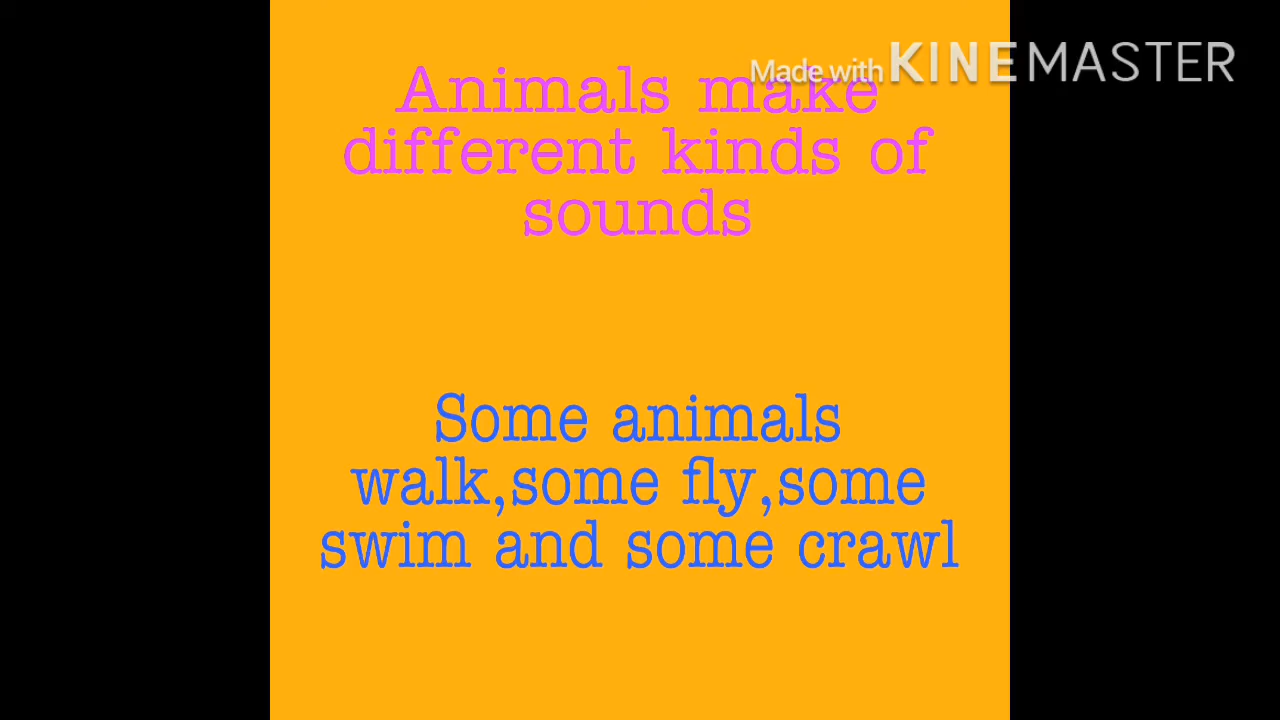 Made with KINEMASTER
Animals make
different kinds of
sounds
Some animals
walk,some fly,some
swim and some crawl